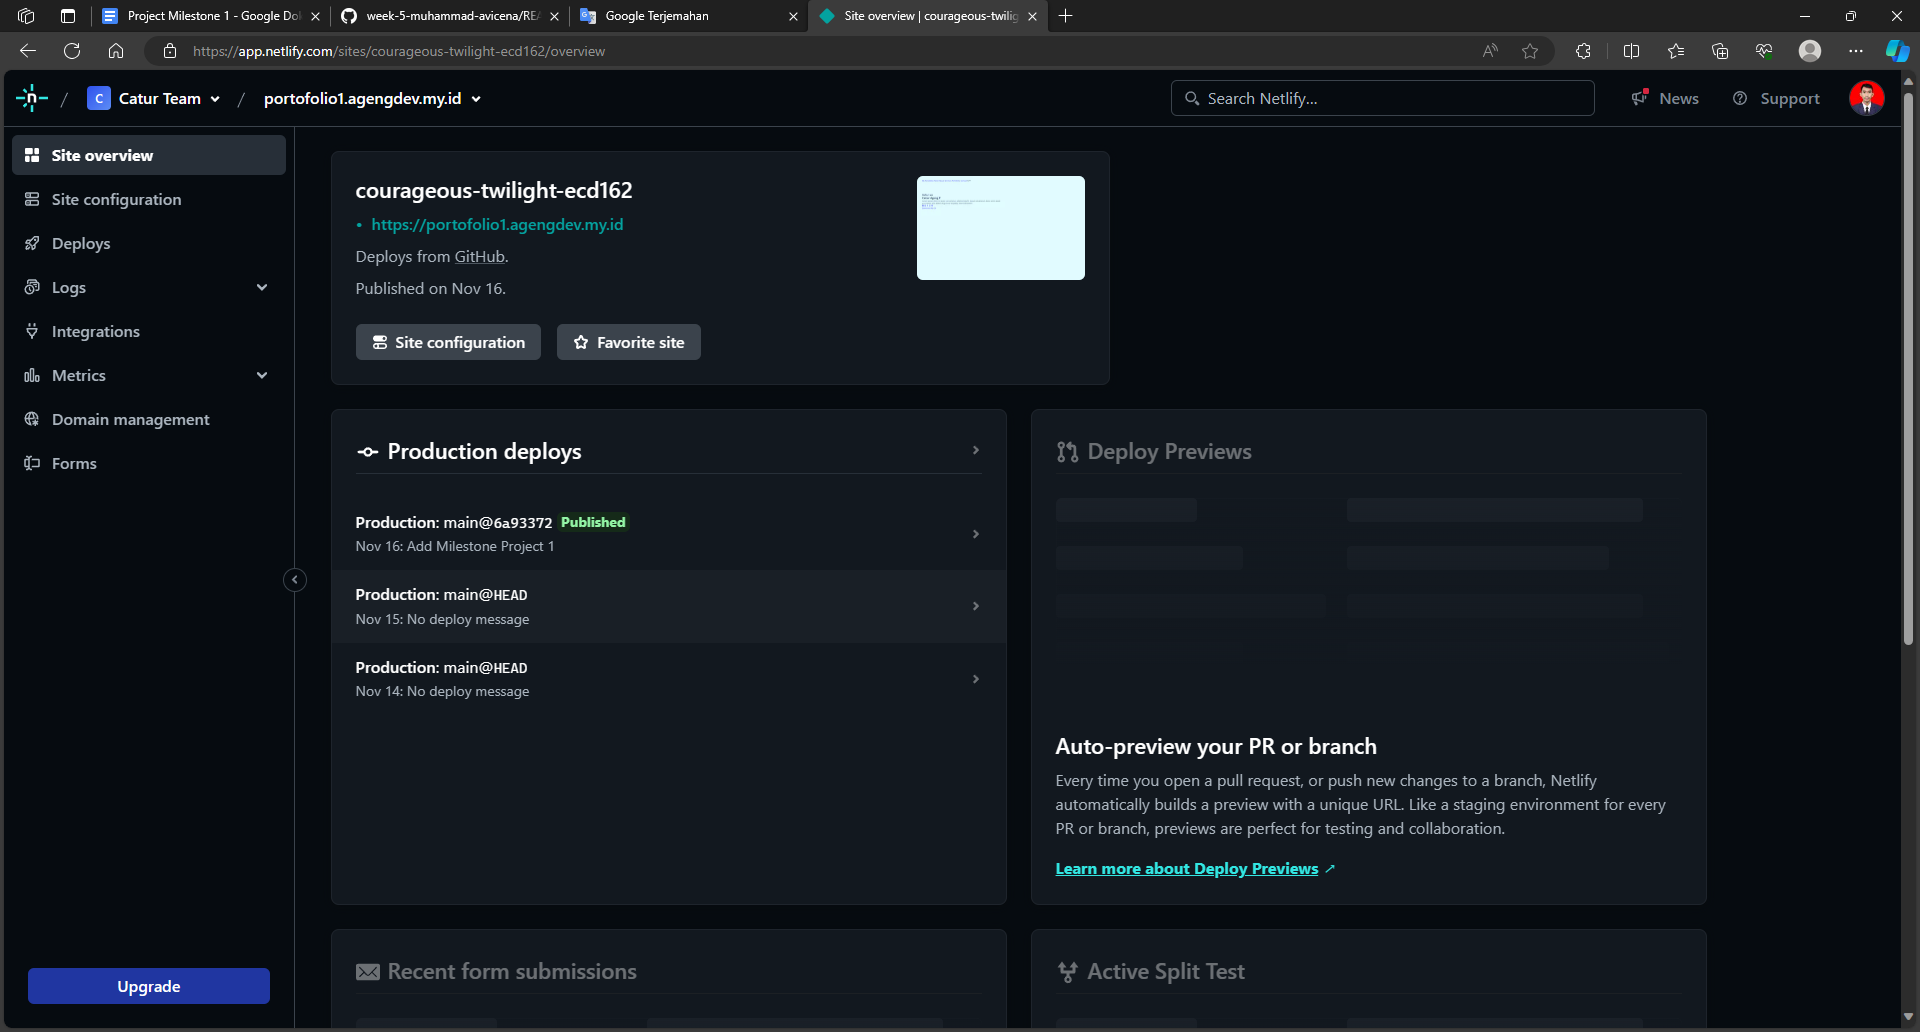 Project Milestone 1 - Google Do
week-5-muhammad-avicena/REA
Google Terjemahan
Site overview | courageous-twilig
https://app.netlify.com/sites/courageous-twilight-ecd162/overview
/ C Catur Team / portofolio1.agengdev.my.id
Search Netlify...
News
Support
Site overview
Site configuration
Deploys
Logs
Integrations
Metrics
Domain management
Forms
Upgrade
courageous-twilight-ecd162
• https://portofolio1.agengdev.my.id
Deploys from GitHub.
Published on Nov 16.
Site configuration
Favorite site
Production deploys
Production: main@6a93372 Published
Nov 16: Add Milestone Project 1
Production: main@HEAD
Nov 15: No deploy message
Production: main@HEAD
Nov 14: No deploy message
Deploy Previews
Auto-preview your PR or branch
Every time you open a pull request, or push new changes to a branch, Netlify
automatically builds a preview with a unique URL. Like a staging environment for every
PR or branch, previews are perfect for testing and collaboration.
Learn more about Deploy Previews ↗
Recent form submissions
Active Split Test